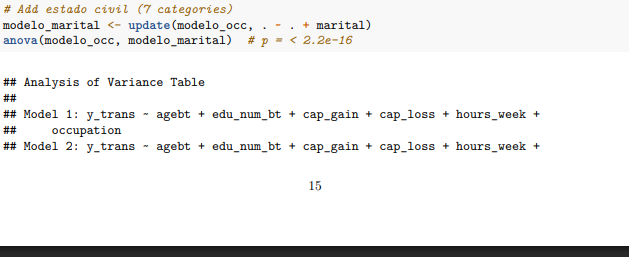 # Add estado civil (7 categories)
modelo_marital <- update(modelo_occ, . ~ . + marital)
anova(modelo_occ, modelo_marital)  # p = < 2.2e-16
## Analysis of Variance Table
##
## Model 1: y_trans ~ agebt + edu_num_bt + cap_gain + cap_loss + hours_week +
##     occupation
## Model 2: y_trans ~ agebt + edu_num_bt + cap_gain + cap_loss + hours_week +
15